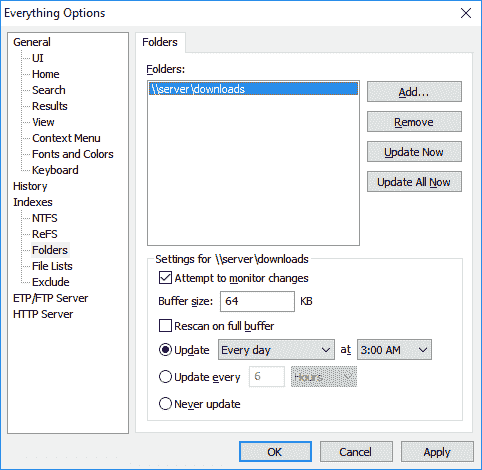 Everything Options
General
UI
Home
Search
Results
View
Context Menu
Fonts and Colors
Keyboard
History
Indexes
NTFS
ReFS
Folders
File Lists
Exclude
ETP/FTP Server
HTTP Server
Folders
Folders:
\\server\downloads
Add...
Remove
Update Now
Update All Now
Settings for \\server\downloads
Attempt to monitor changes
Buffer size: 64 KB
Rescan on full buffer
Update Every day at 3:00 AM
Update every 6 Hours
Never update
OK Cancel Apply